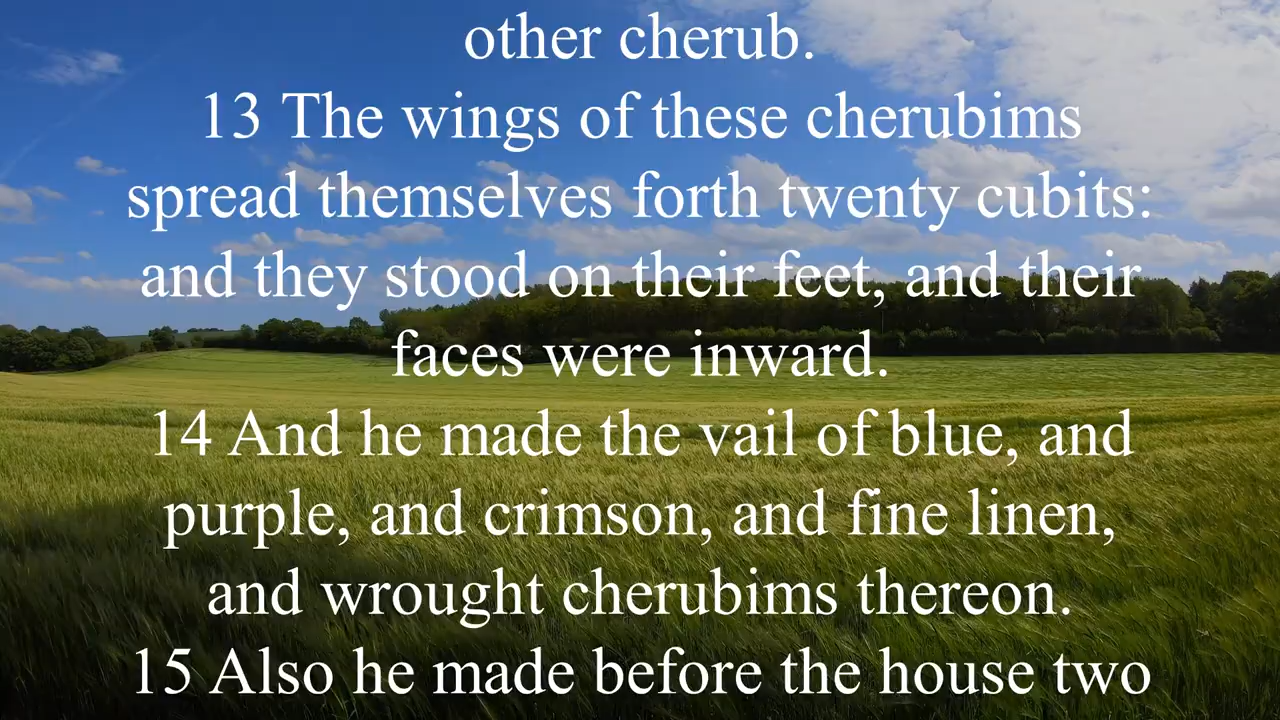 other cherub.
13 The wings of these cherubims
spread themselves forth twenty cubits:
and they stood on their feet, and their
faces were inward.
14 And he made the vail of blue, and
purple, and crimson, and fine linen,
and wrought cherubims thereon.
15 Also he made before the house two